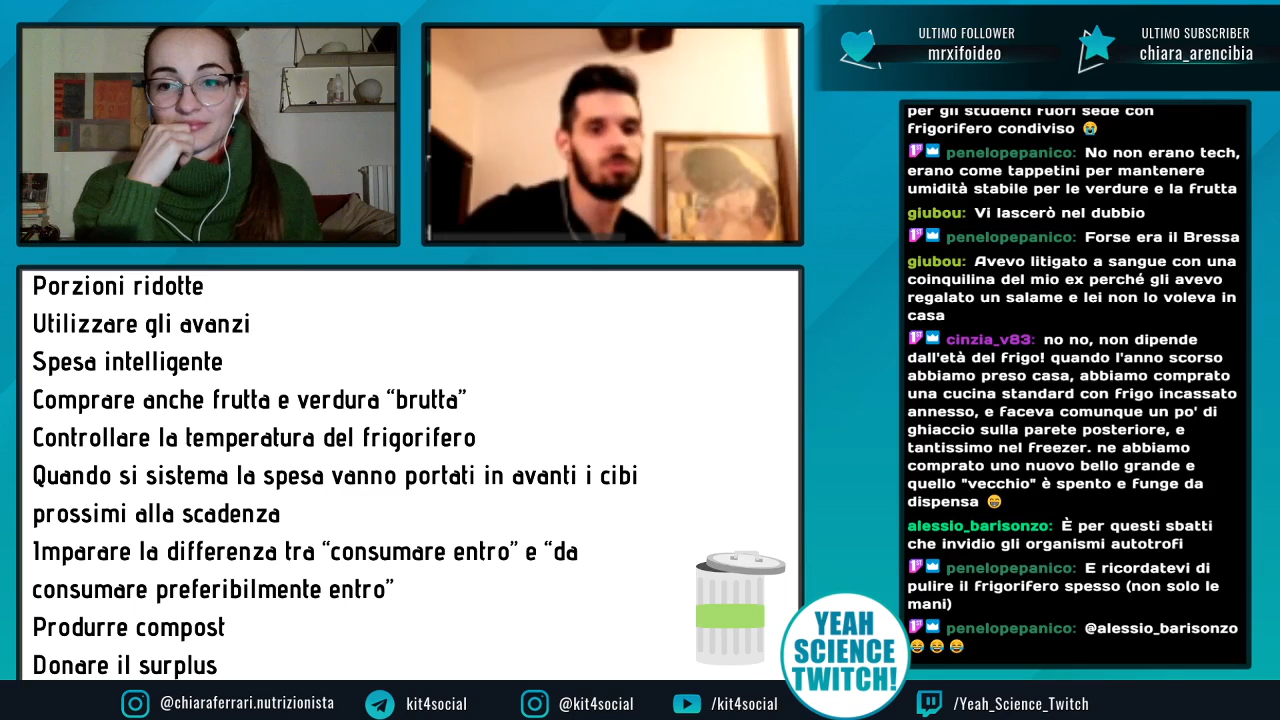 ULTIMO FOLLOWER
mrxifoideo
ULTIMO SUBSCRIBER
chiara_arencibia
Porzioni ridotte
Utilizzare gli avanzi
Spesa intelligente
Comprare anche frutta e verdura “brutta”
Controllare la temperatura del frigorifero
Quando si sistema la spesa vanno portati in avanti i cibi
prossimi alla scadenza
Imparare la differenza tra “consumare entro” e “da
consumare preferibilmente entro”
Produrre compost
Donare il surplus
per gli studenti fuori sede con
frigorifero condiviso 😭
penelopepanico: No non erano tech,
erano come tappetini per mantenere
umidità stabile per le verdure e la frutta
giubou: Vi lascerò nel dubbio
penelopepanico: Forse era il Bressa
giubou: Avevo litigato a sangue con una
coinquilina del mio ex perché gli avevo
regalato un salame e lei non lo voleva in
casa
cinzia_v83: no no, non dipende
dall'età del frigo! quando l'anno scorso
abbiamo preso casa, abbiamo comprato
una cucina standard con frigo incassato
annesso, e faceva comunque un po' di
ghiaccio sulla parete posteriore, e
tantissimo nel freezer. ne abbiamo
comprato uno nuovo bello grande e
quello "vecchio" è spento e funge da
dispensa 😁
alessio_barisonzo: È per questi sbatti
che invidio gli organismi autotrofi
penelopepanico: E ricordatevi di
pulire il frigorifero spesso (non solo le
mani)
penelopepanico: @alessio_barisonzo
😂 😂 😂
YEAH
SCIENCE
TWITCH!
@chiaraferrari.nutrizionista
kit4social
@kit4social
/kit4social
/Yeah_Science_Twitch